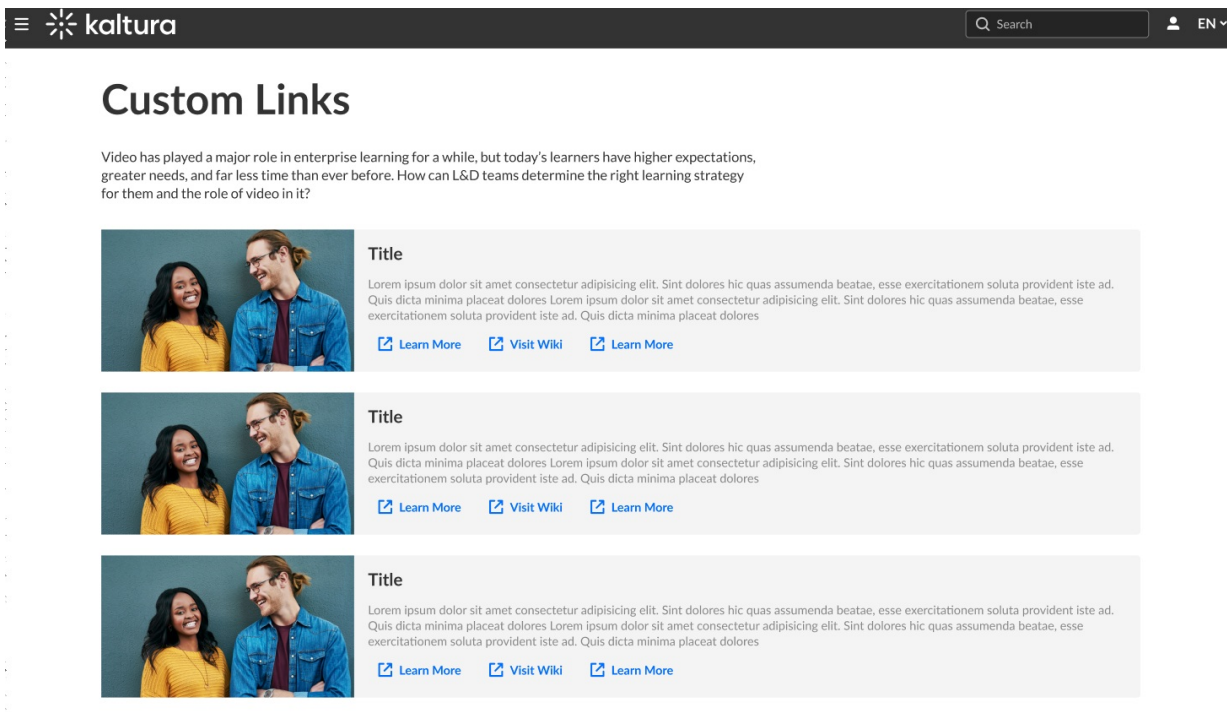 kaltura
Search
EN
Custom Links
Video has played a major role in enterprise learning for a while, but today's learners have higher expectations,
greater needs, and far less time than ever before. How can L&D teams determine the right learning strategy
for them and the role of video in it?
Title
Lorem ipsum dolor sit amet consectetur adipisicing elit. Sint dolores hic quas assumenda beatae, esse exercitationem soluta provident iste ad.
Quis dicta minima placeat dolores Lorem ipsum dolor sit amet consectetur adipisicing elit. Sint dolores hic quas assumenda beatae, esse
exercitationem soluta provident iste ad. Quis dicta minima placeat dolores
Learn More Visit Wiki Learn More
Title
Lorem ipsum dolor sit amet consectetur adipisicing elit. Sint dolores hic quas assumenda beatae, esse exercitationem soluta provident iste ad.
Quis dicta minima placeat dolores Lorem ipsum dolor sit amet consectetur adipisicing elit. Sint dolores hic quas assumenda beatae, esse
exercitationem soluta provident iste ad. Quis dicta minima placeat dolores
Learn More Visit Wiki Learn More
Title
Lorem ipsum dolor sit amet consectetur adipisicing elit. Sint dolores hic quas assumenda beatae, esse exercitationem soluta provident iste ad.
Quis dicta minima placeat dolores Lorem ipsum dolor sit amet consectetur adipisicing elit. Sint dolores hic quas assumenda beatae, esse
exercitationem soluta provident iste ad. Quis dicta minima placeat dolores
Learn More Visit Wiki Learn More